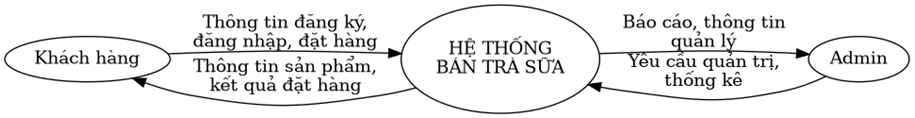 Khách hàng
Thông tin đăng ký,
đăng nhập, đặt hàng
Thông tin sản phẩm,
kết quả đặt hàng
HỆ THỐNG
BÁN TRÀ SỮA
Báo cáo, thông tin
quản lý
Yêu cầu quản trị,
thống kê
Admin